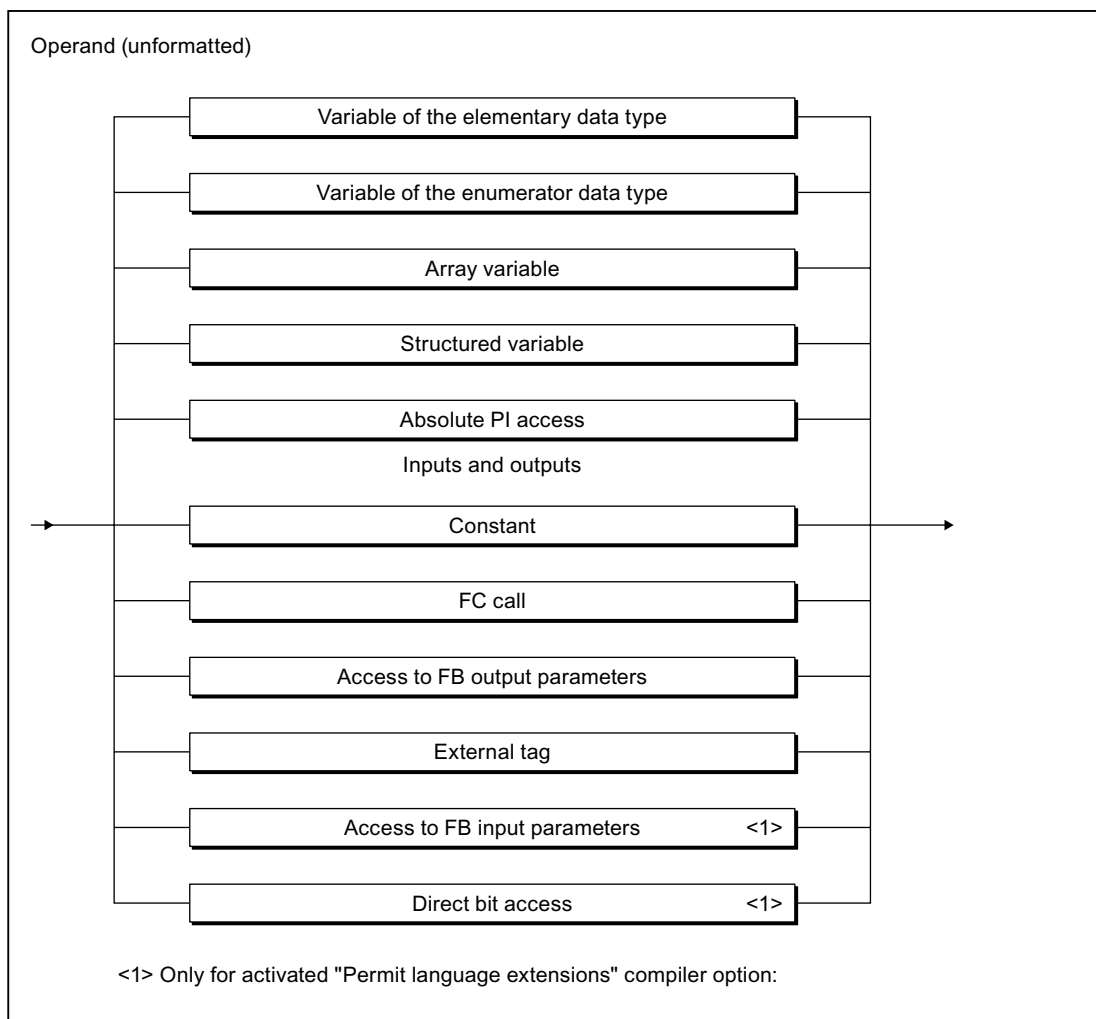 Operand (unformatted)
Variable of the elementary data type
Variable of the enumerator data type
Array variable
Structured variable
Absolute PI access
Inputs and outputs
Constant
FC call
Access to FB output parameters
External tag
Access to FB input parameters <1>
Direct bit access <1>
<1> Only for activated "Permit language extensions" compiler option: